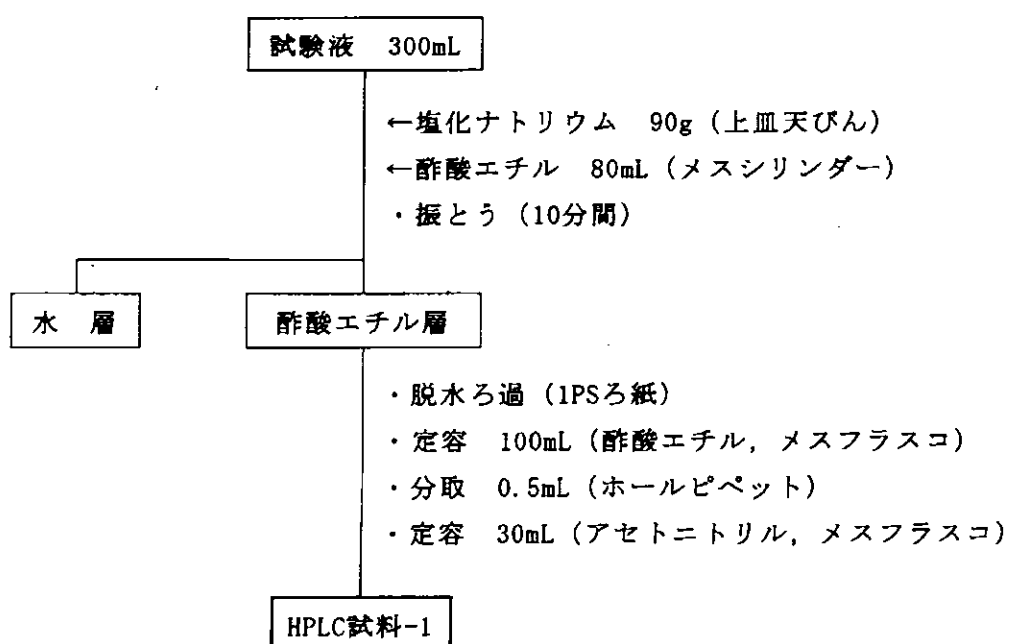 試験液 300mL
←塩化ナトリウム 90g (上皿天びん)
←酢酸エチル 80mL (メスシリンダー)
・振とう (10分間)
水 層
酢酸エチル層
・脱水ろ過 (1PSろ紙)
・定容 100mL (酢酸エチル, メスフラスコ)
・分取 0.5mL (ホールピペット)
・定容 30mL (アセトニトリル, メスフラスコ)
HPLC試料-1